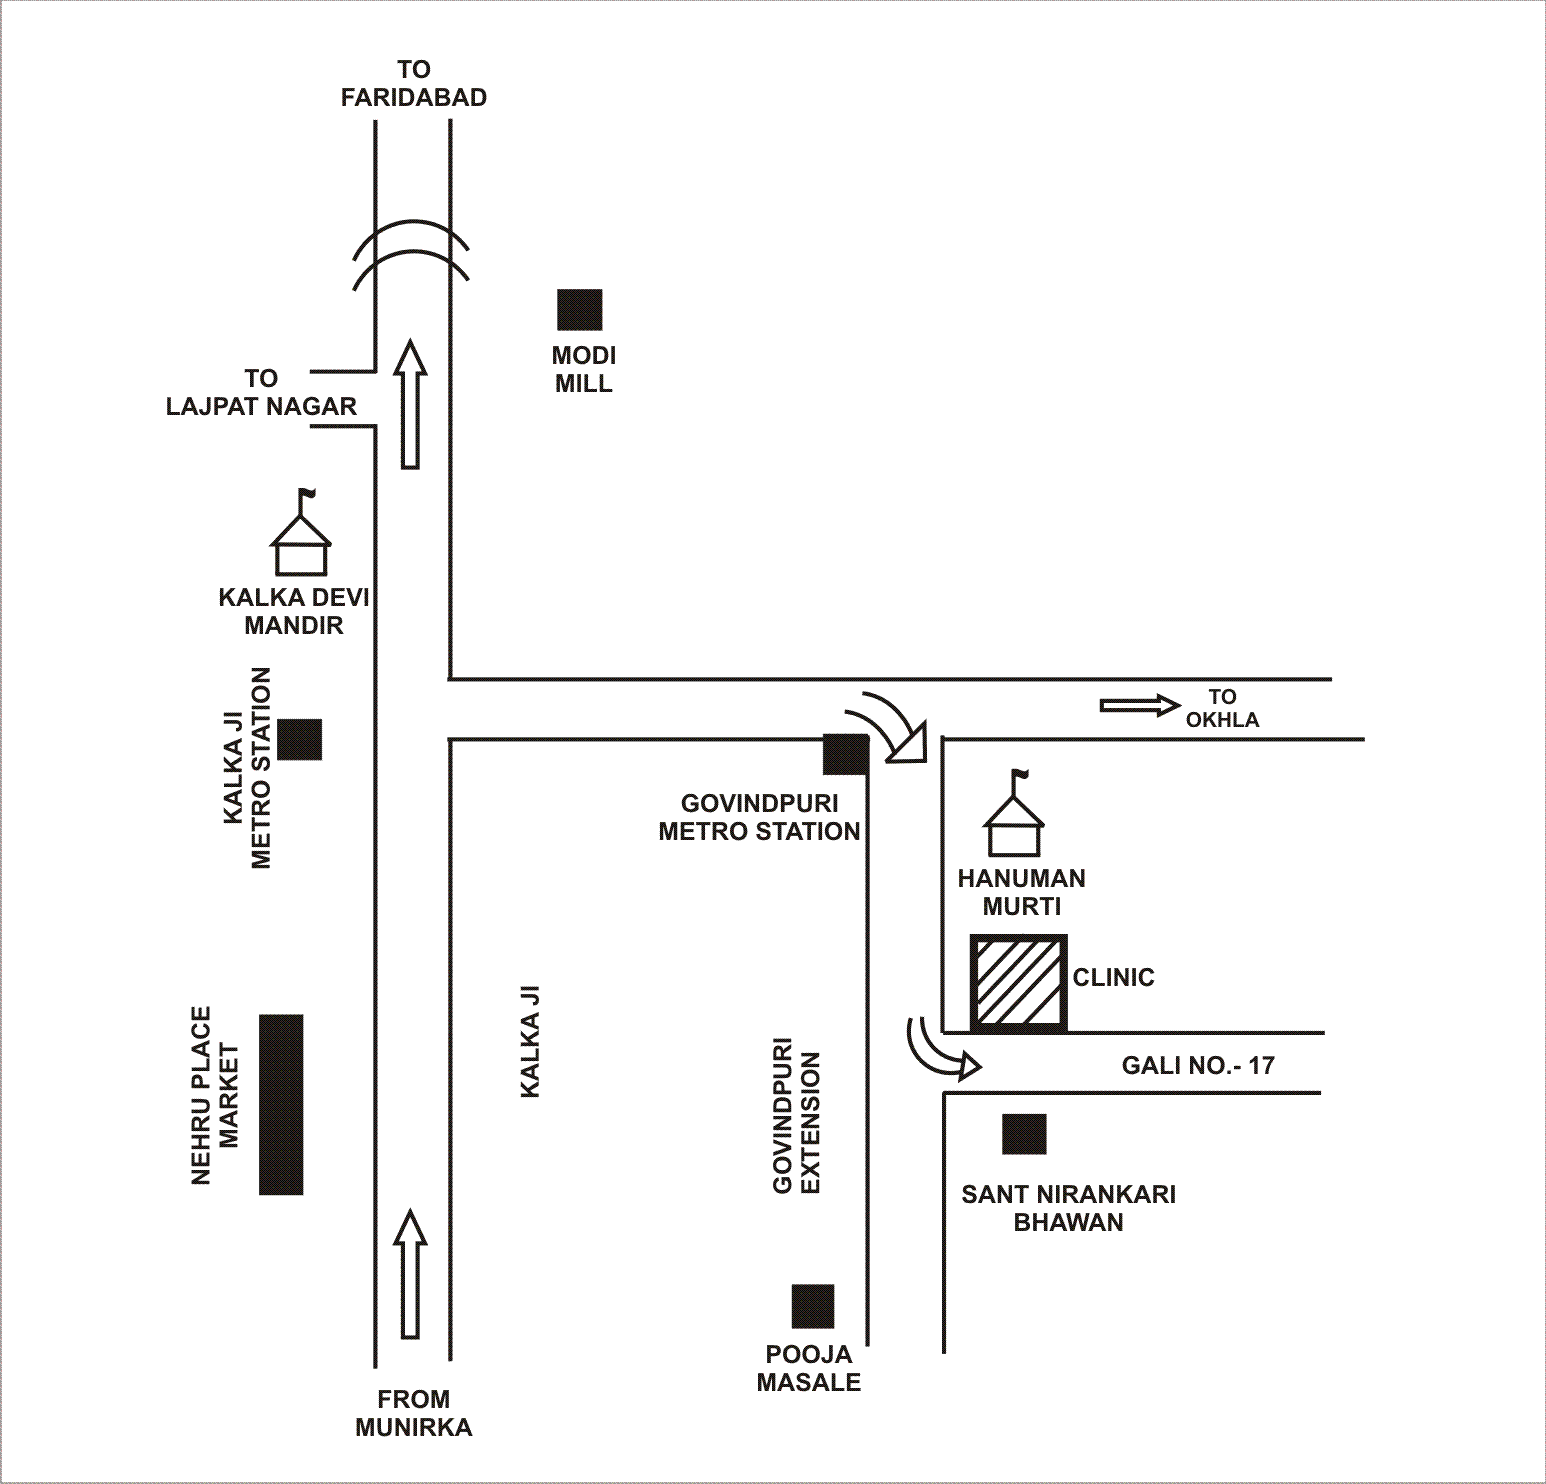 TO
FARIDABAD
MODI
MILL
TO
LAJPAT NAGAR
KALKA DEVI
MANDIR
KALKA JI
METRO STATION
TO
OKHLA
GOVINDPURI
METRO STATION
HANUMAN
MURTI
CLINIC
NEHRU PLACE
MARKET
KALKA JI
GOVINDPURI
EXTENSION
GALI NO.- 17
SANT NIRANKARI
BHAWAN
POOJA
MASALE
FROM
MUNIRKA